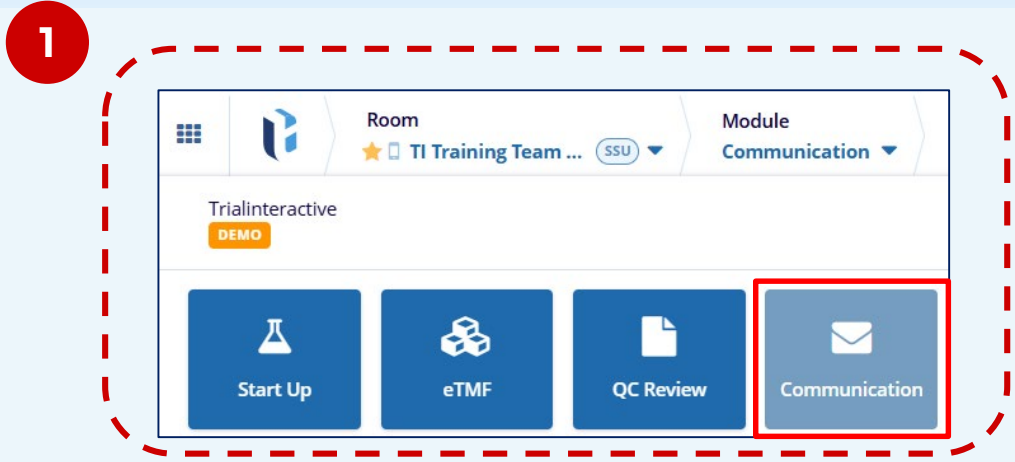 1
Room
TI Training Team ... SSU
Module
Communication
Trialinteractive
DEMO
Start Up
eTMF
QC Review
Communication